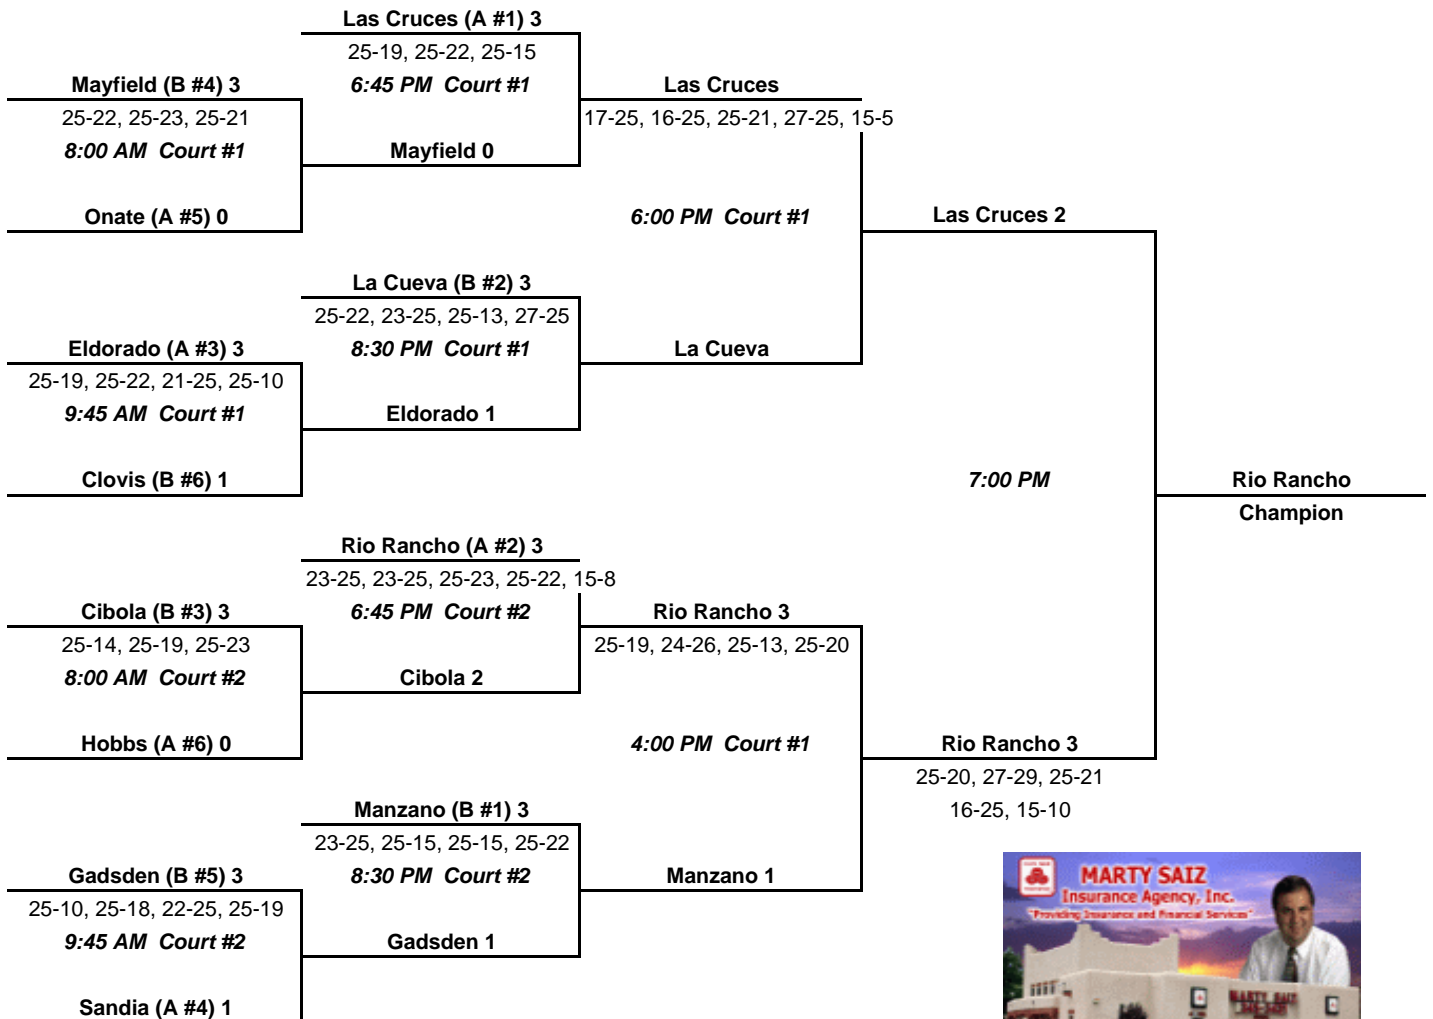 Las Cruces (A #1) 3
25-19, 25-22, 25-15
6:45 PM Court #1
Mayfield (B #4) 3
25-22, 25-23, 25-21
8:00 AM Court #1
Mayfield 0
Onate (A #5) 0
Las Cruces
17-25, 16-25, 25-21, 27-25, 15-5
6:00 PM Court #1
Las Cruces 2
La Cueva (B #2) 3
25-22, 23-25, 25-13, 27-25
8:30 PM Court #1
La Cueva
Eldorado (A #3) 3
25-19, 25-22, 21-25, 25-10
9:45 AM Court #1
Eldorado 1
Clovis (B #6) 1
7:00 PM
Rio Rancho
Champion
Rio Rancho (A #2) 3
23-25, 23-25, 25-23, 25-22, 15-8
6:45 PM Court #2
Cibola (B #3) 3
25-14, 25-19, 25-23
8:00 AM Court #2
Cibola 2
Hobbs (A #6) 0
Rio Rancho 3
25-19, 24-26, 25-13, 25-20
4:00 PM Court #1
Rio Rancho 3
25-20, 27-29, 25-21
16-25, 15-10
Manzano (B #1) 3
23-25, 25-15, 25-15, 25-22
8:30 PM Court #2
Manzano 1
Gadsden (B #5) 3
25-10, 25-18, 22-25, 25-19
9:45 AM Court #2
Gadsden 1
Sandia (A #4) 1
MARTY SAIZ
Insurance Agency, Inc.
"Providing Insurance and Financial Services"
MARTY SAIZ